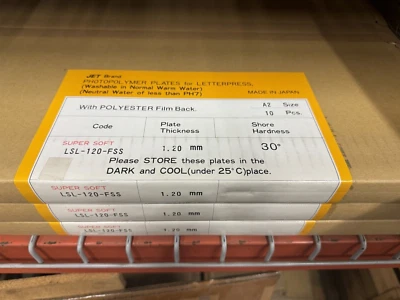 JET Brand
PHOTOPOLYMER PLATES for LETTERPRESS,
(Washable in Normal Warm Water)
(Neutral Water of less than PH7)
MADE IN JAPAN
With POLYESTER Film Back.
A2 Size
10 Pcs.
Code Plate Thickness Shore Hardness
SUPER SOFT
LSL-120-FSS 1.20 mm 30°
Please STORE these plates in the
DARK and COOL(under 25°C)place.
SUPER SOFT
LSL-120-FSS 1.20 mm
SUPER SOFT
LSL-120-FSS 1.20 mm